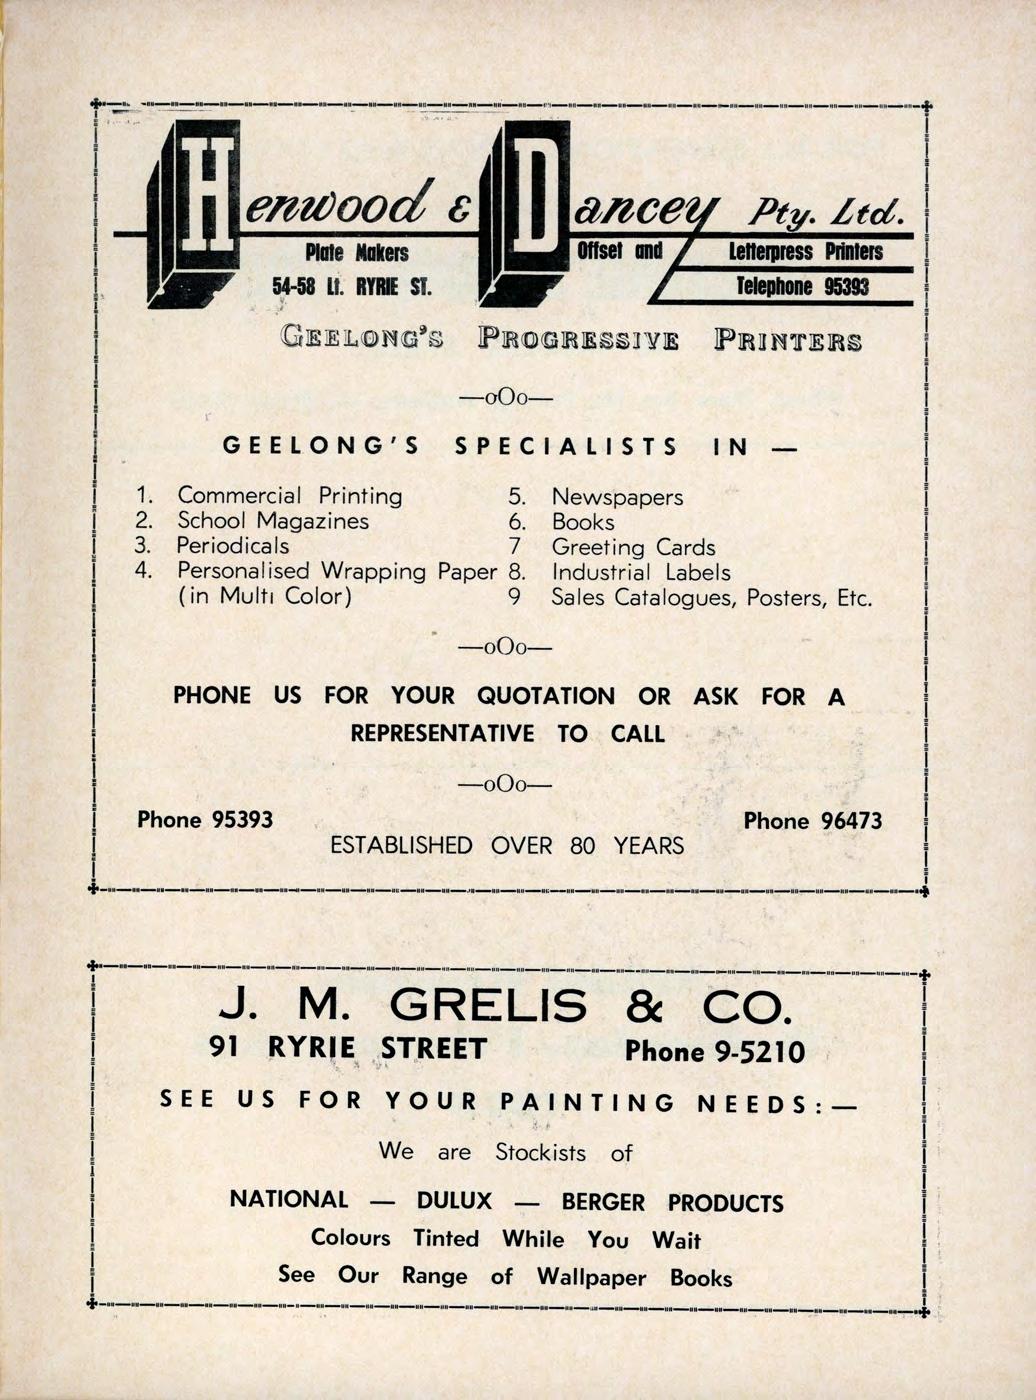 Henwood & Dancey Pty. Ltd.
Plate Makers Offset and Letterpress Printers
54-58 Lt. RYRIE ST. Telephone 95393
GEELONG'S PROGRESSIVE PRINTERS
—oOo—
GEELONG'S SPECIALISTS IN —
1. Commercial Printing
2. School Magazines
3. Periodicals
4. Personalised Wrapping Paper
(in Multi Color)
5. Newspapers
6. Books
7 Greeting Cards
8. Industrial Labels
9 Sales Catalogues, Posters, Etc.
—oOo—
PHONE US FOR YOUR QUOTATION OR ASK FOR A
REPRESENTATIVE TO CALL
—oOo—
Phone 95393 Phone 96473
ESTABLISHED OVER 80 YEARS
J. M. GRELIS & CO.
91 RYRIE STREET Phone 9-5210
SEE US FOR YOUR PAINTING NEEDS:—
We are Stockists of
NATIONAL — DULUX — BERGER PRODUCTS
Colours Tinted While You Wait
See Our Range of Wallpaper Books